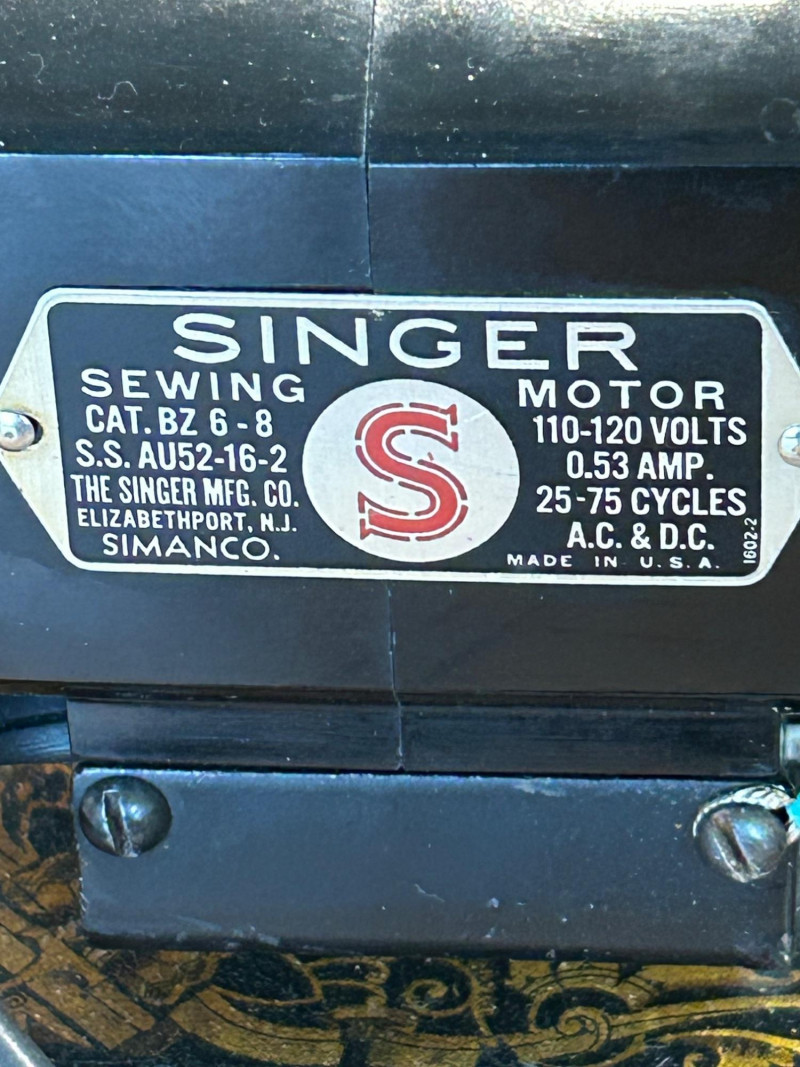 SINGER
SEWING
CAT. BZ 6-8
S.S. AU52-16-2
THE SINGER MFG. CO.
ELIZABETHPORT, N.J.
SIMANCO.
S
MOTOR
110-120 VOLTS
0.53 AMP.
25-75 CYCLES
A.C. & D.C.
MADE IN U.S.A.
1602-2